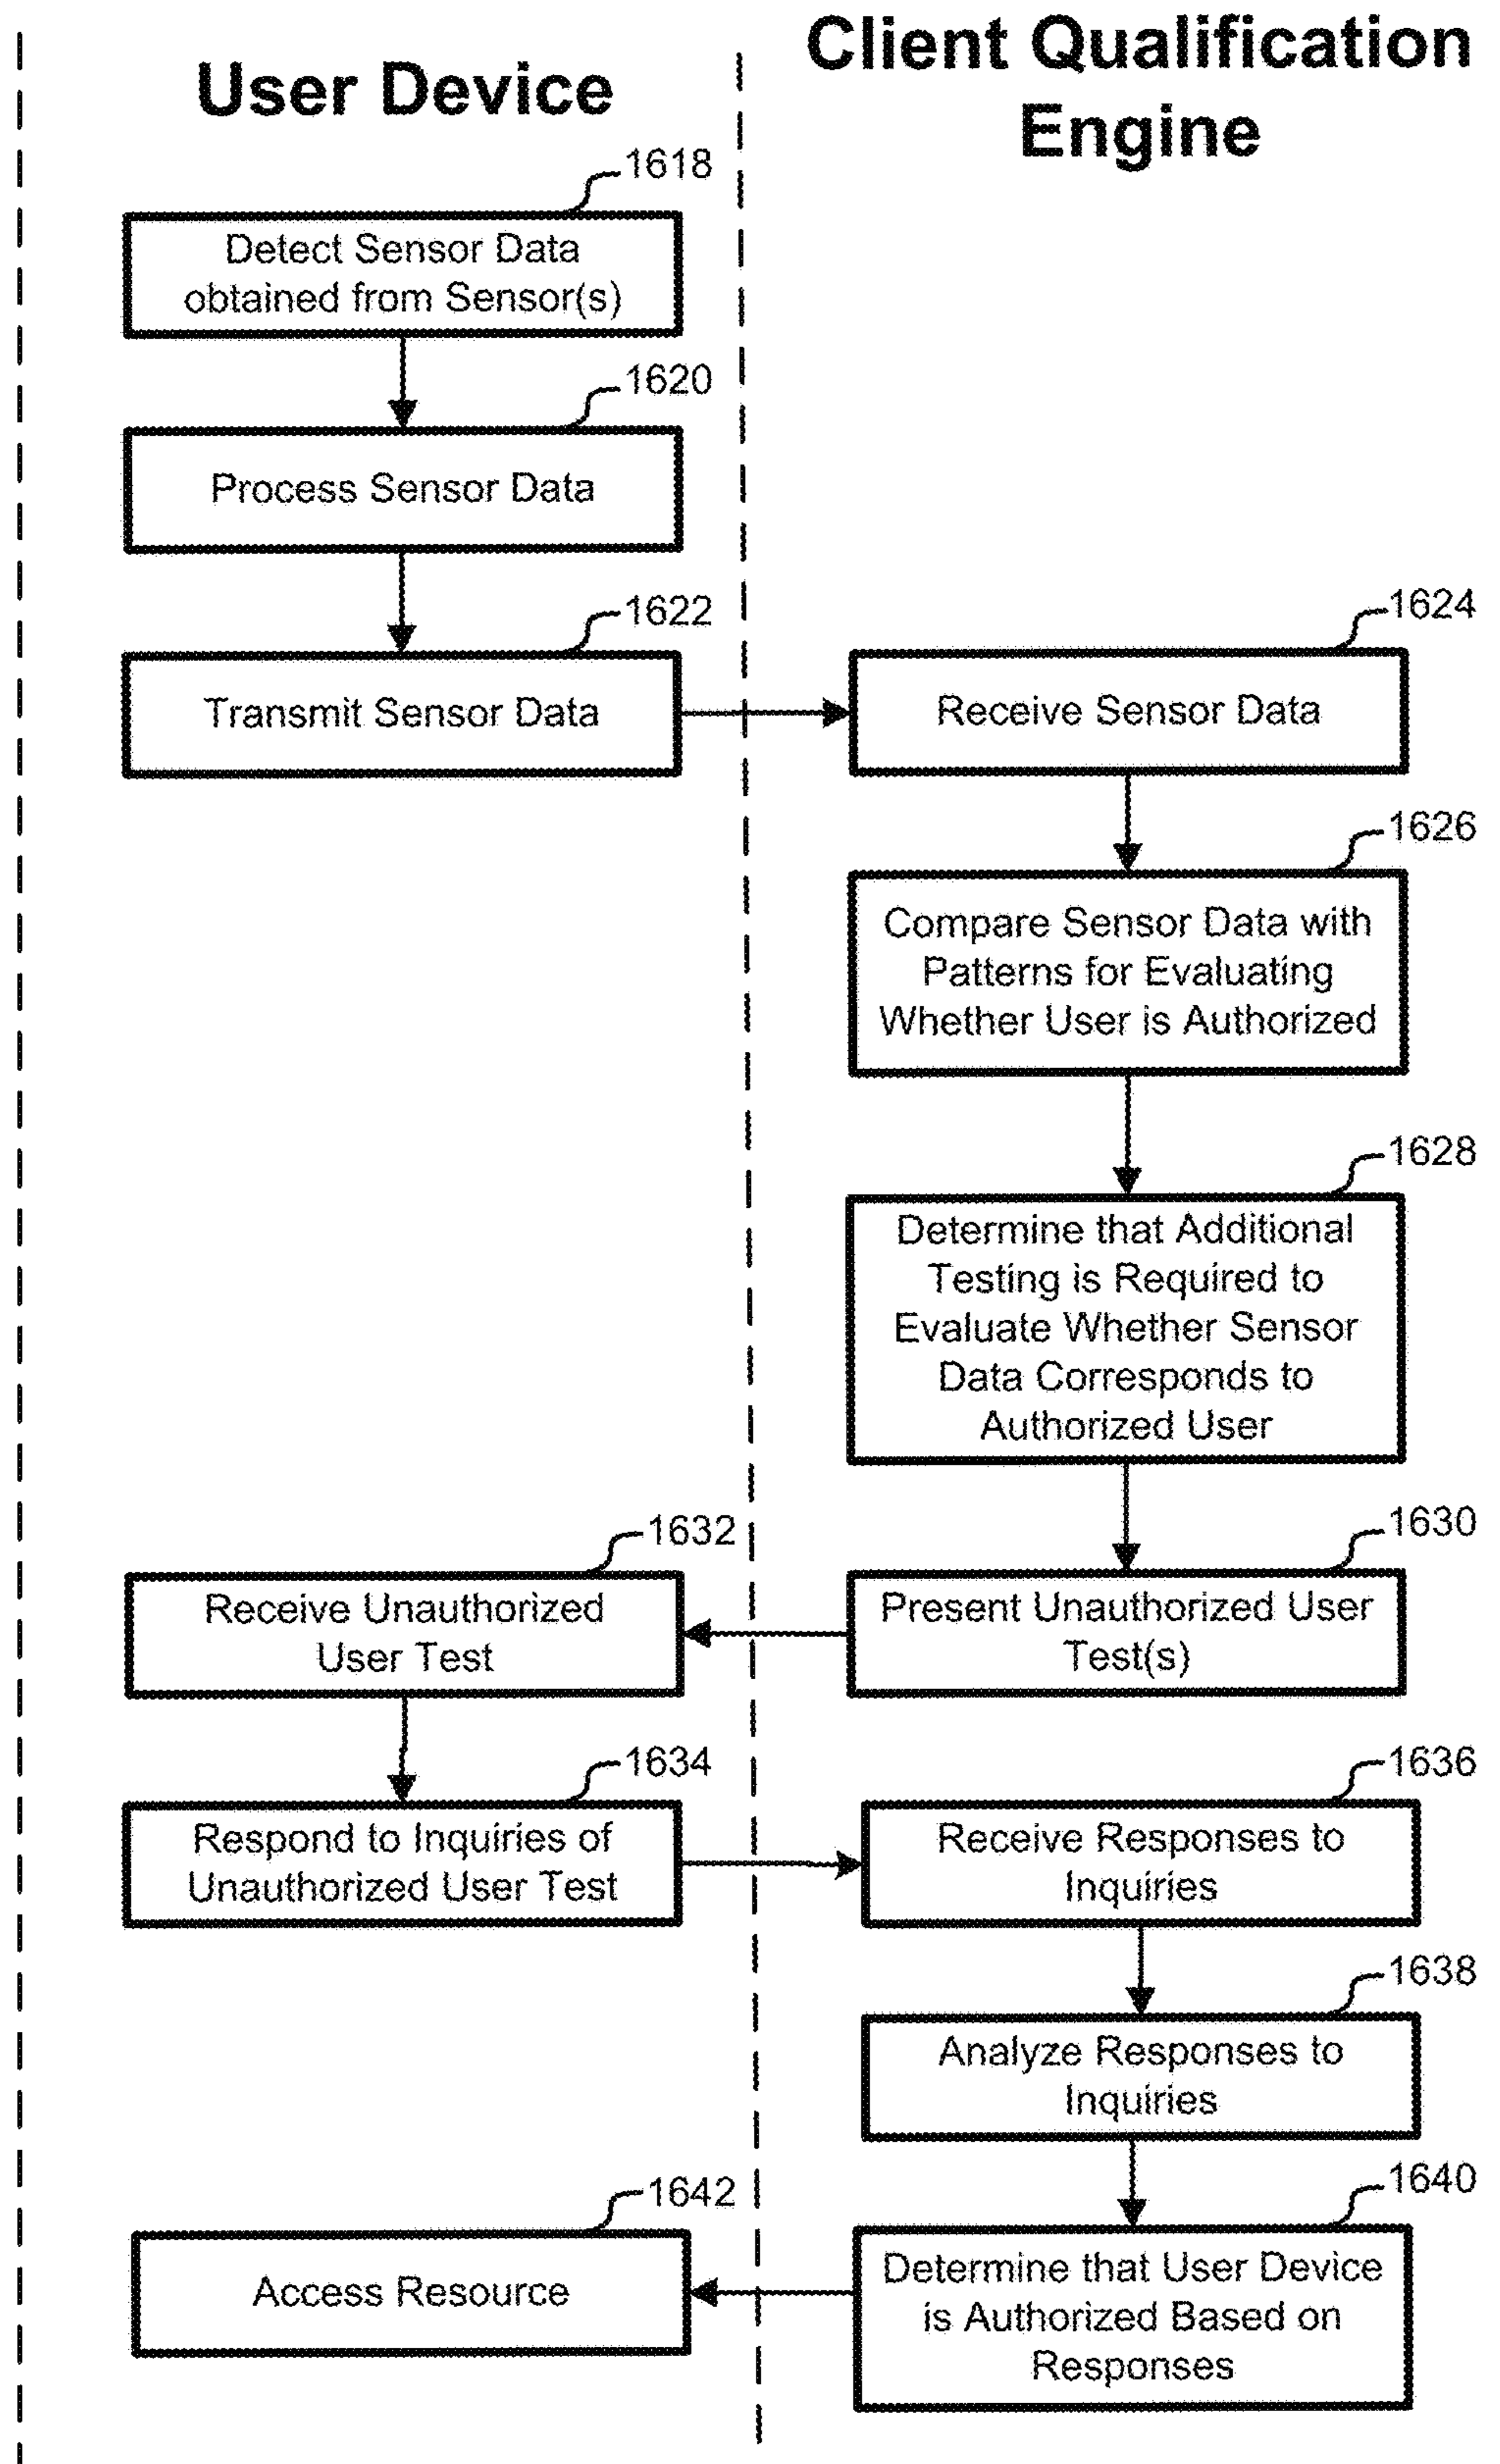 User Device
Client Qualification
Engine
1618
Detect Sensor Data
obtained from Sensor(s)
1620
Process Sensor Data
1622
Transmit Sensor Data
1624
Receive Sensor Data
1626
Compare Sensor Data with
Patterns for Evaluating
Whether User is Authorized
1628
Determine that Additional
Testing is Required to
Evaluate Whether Sensor
Data Corresponds to
Authorized User
1630
Present Unauthorized User
Test(s)
1632
Receive Unauthorized
User Test
1634
Respond to Inquiries of
Unauthorized User Test
1636
Receive Responses to
Inquiries
1638
Analyze Responses to
Inquiries
1640
Determine that User Device
is Authorized Based on
Responses
1642
Access Resource